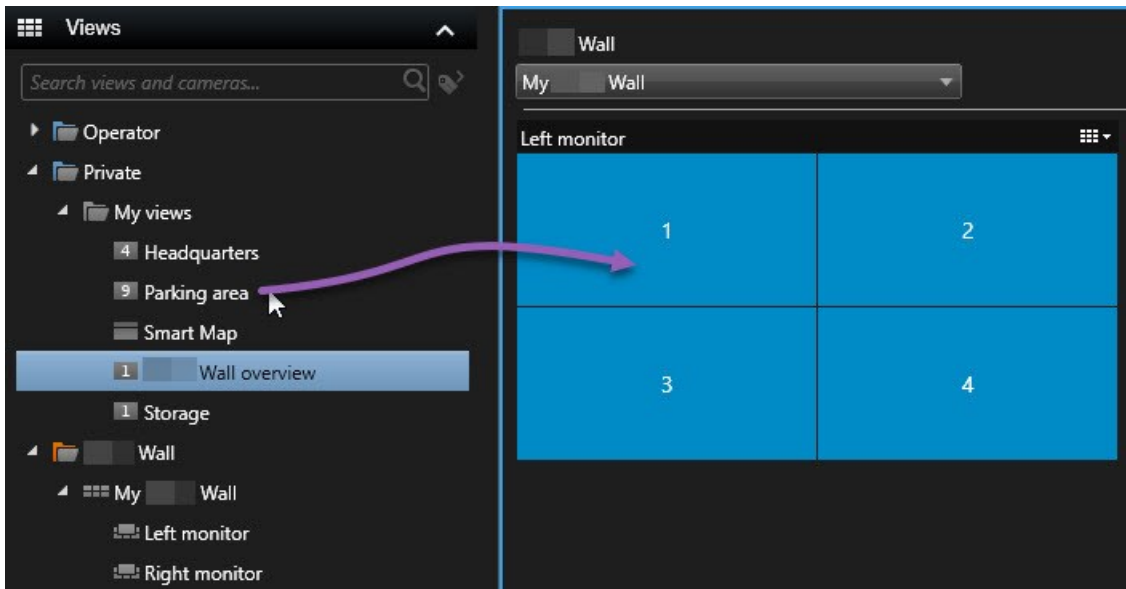 Views
Search views and cameras...
Operator
Private
My views
4 Headquarters
9 Parking area
Smart Map
1 Wall overview
1 Storage
Wall
My Wall
Left monitor
Right monitor
Wall
My Wall
Left monitor
1 2
3 4